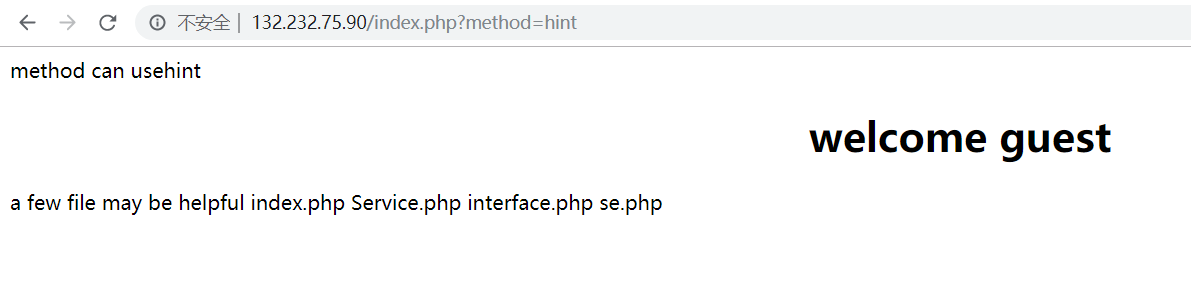 不安全 | 132.232.75.90/index.php?method=hint
method can usehint
welcome guest
a few file may be helpful index.php Service.php interface.php se.php